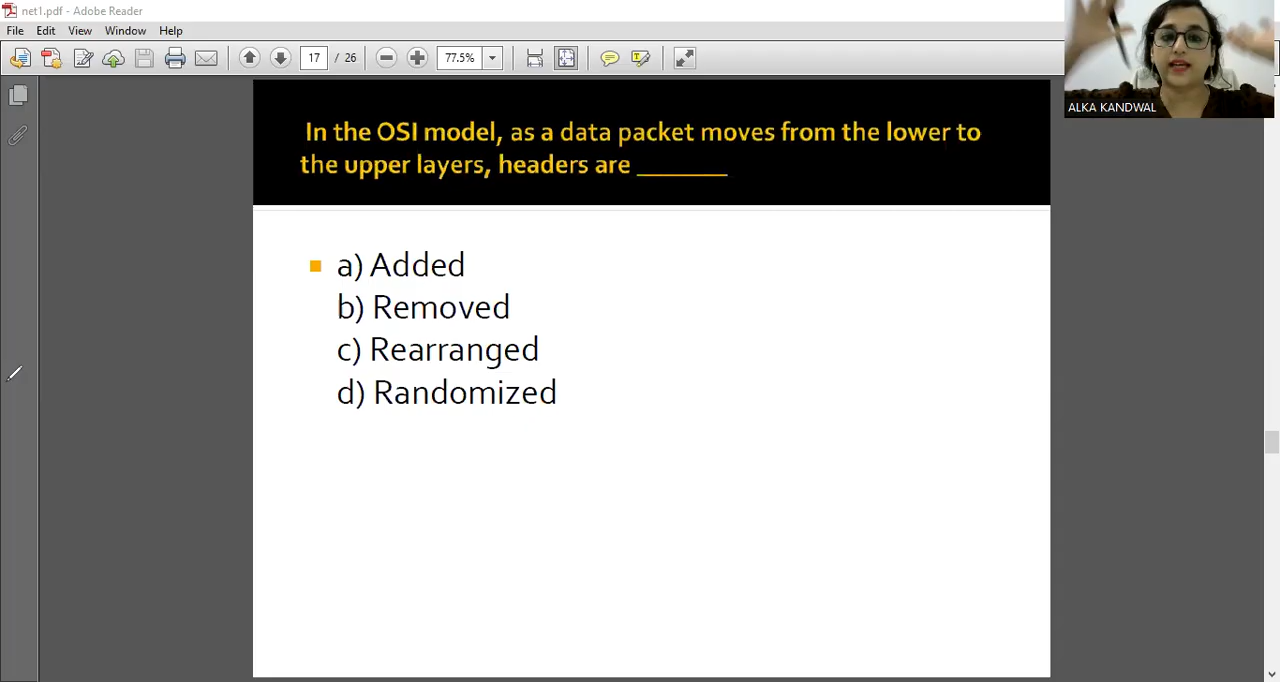 net1.pdf - Adobe Reader
File Edit View Window Help
17 / 26 77.5%
ALKA KANDWAL
In the OSI model, as a data packet moves from the lower to
the upper layers, headers are _______
a) Added
b) Removed
c) Rearranged
d) Randomized